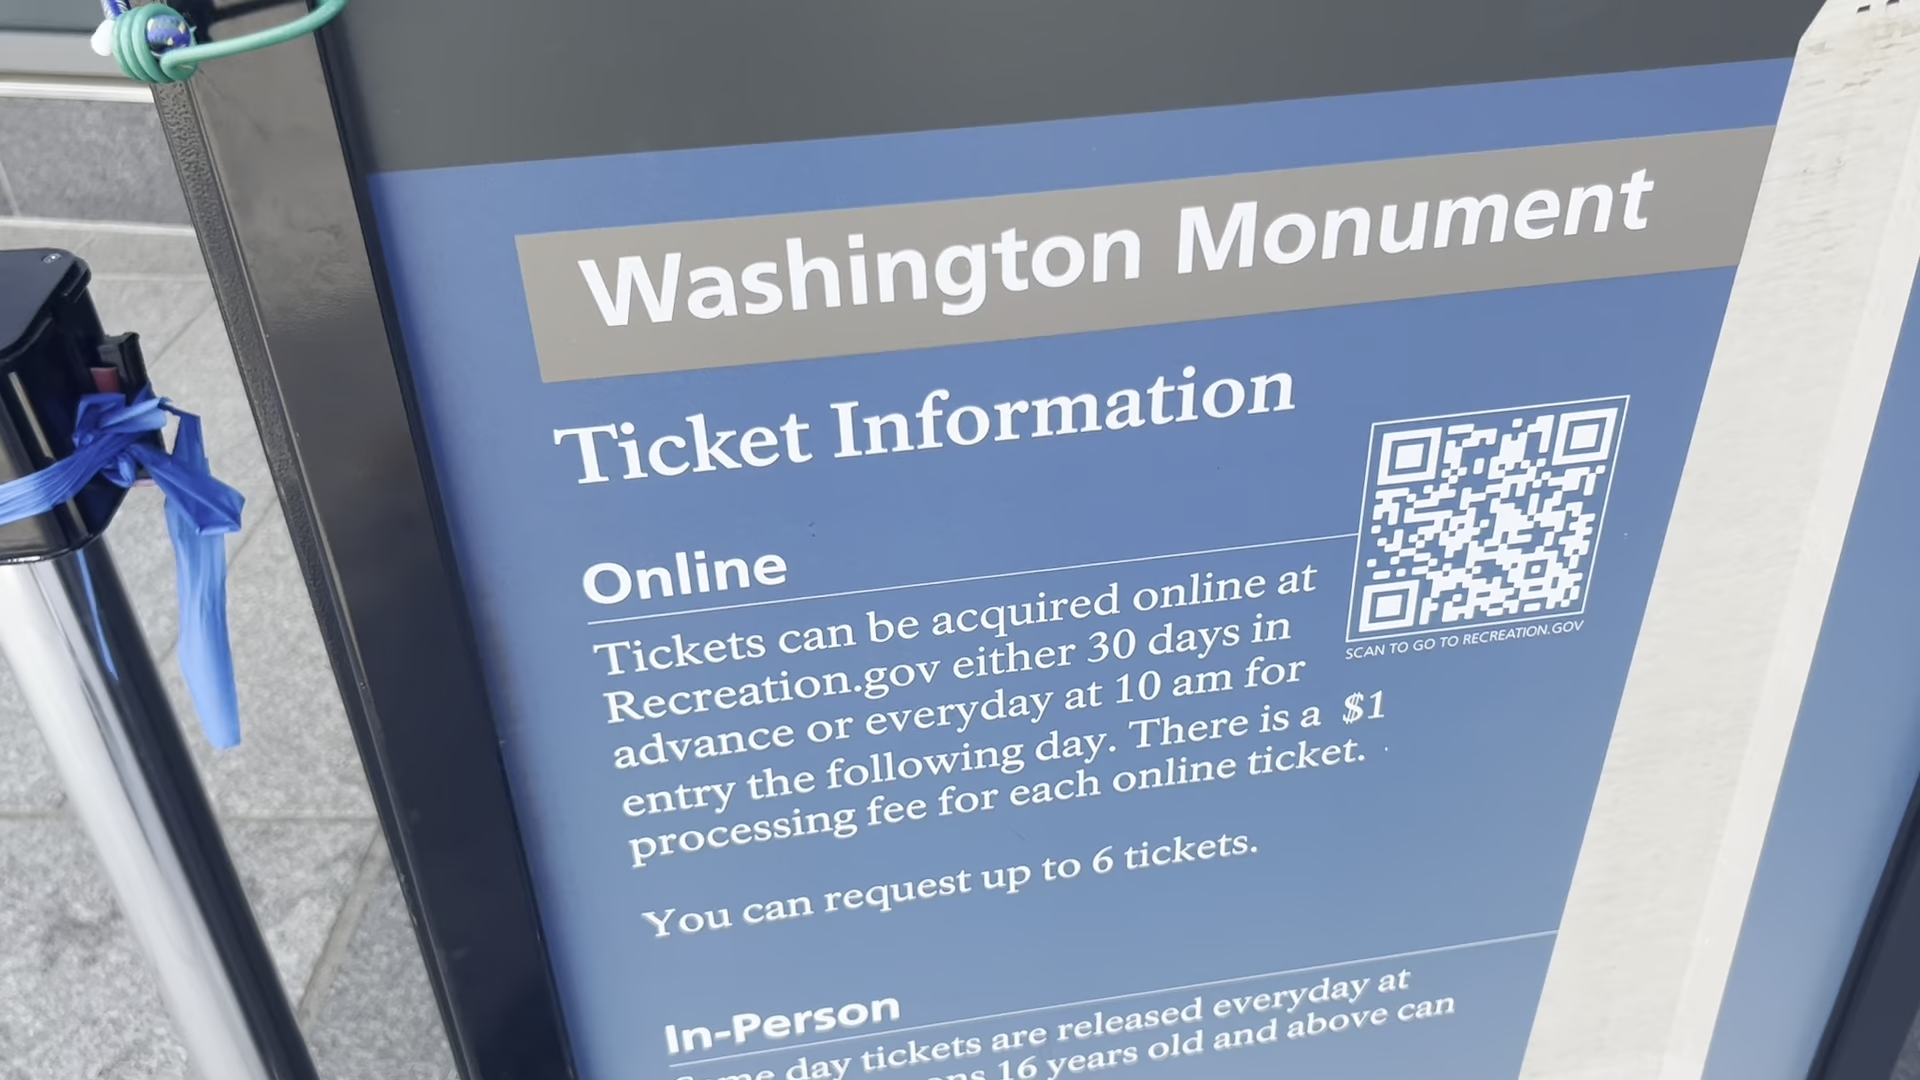 Washington Monument
Ticket Information
Online
Tickets can be acquired online at
Recreation.gov either 30 days in
advance or everyday at 10 am for
entry the following day. There is a $1
processing fee for each online ticket.
You can request up to 6 tickets.
SCAN TO GO TO RECREATION.GOV
In-Person
Same day tickets are released everyday at
16 years old and above can